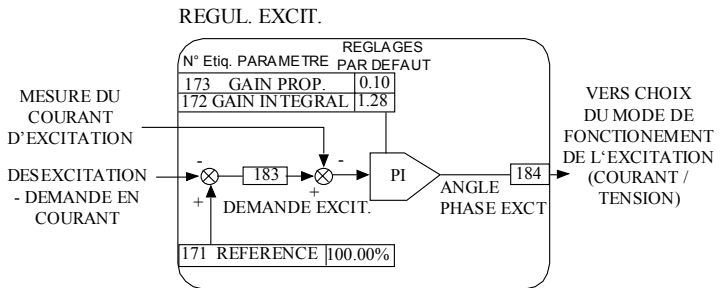 REGUL. EXCIT.
REGLAGES
N° Etiq. PARAMETRE PAR DEFAUT
173 GAIN PROP. 0.10
172 GAIN INTEGRAL 1.28
MESURE DU
COURANT
D'EXCITATION
DESEXCITATION
- DEMANDE EN
COURANT
-
+
183
-
+
DEMANDE EXCIT.
PI
ANGLE
PHASE EXCT
184
171 REFERENCE 100.00%
VERS CHOIX
DU MODE DE
FONCTIONEMENT
DE L'EXCITATION
(COURANT /
TENSION)